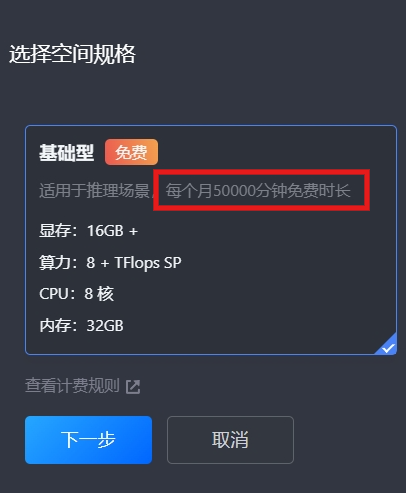 选择空间规格
基础型 免费
适用于推理场景，每个月50000分钟免费时长
显存：16GB +
算力：8 + TFlops SP
CPU：8 核
内存：32GB
查看计费规则
下一步 取消